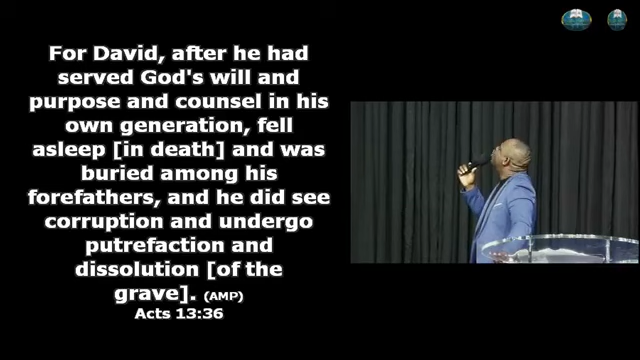 For David, after he had
served God's will and
purpose and counsel in his
own generation, fell
asleep [in death] and was
buried among his
forefathers, and he did see
corruption and undergo
putrefaction and
dissolution [of the
grave]. (AMP)
Acts 13:36